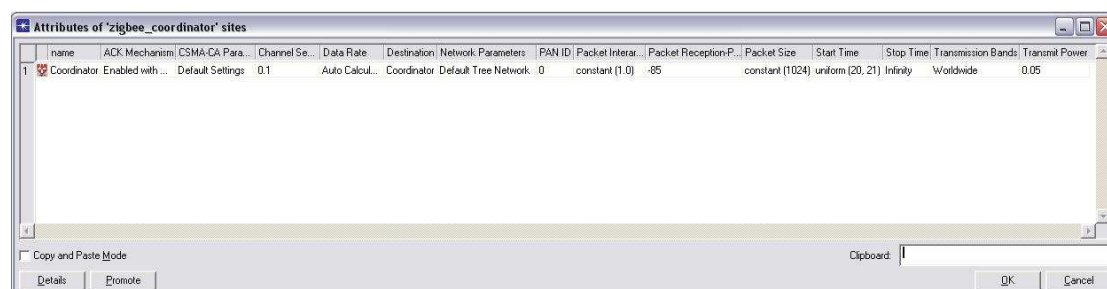 Attributes of 'zigbee_coordinator' sites
name ACK Mechanism CSMA-CA Para... Channel Se... Data Rate Destination Network Parameters PAN ID Packet Interar... Packet Reception-P... Packet Size Start Time Stop Time Transmission Bands Transmit Power
1 Coordinator Enabled with ... Default Settings 0.1 Auto Calcul... Coordinator Default Tree Network 0 constant (1.0) -85 constant (1024) uniform (20, 21) Infinity Worldwide 0.05
Copy and Paste Mode Clipboard:
Details Promote OK Cancel